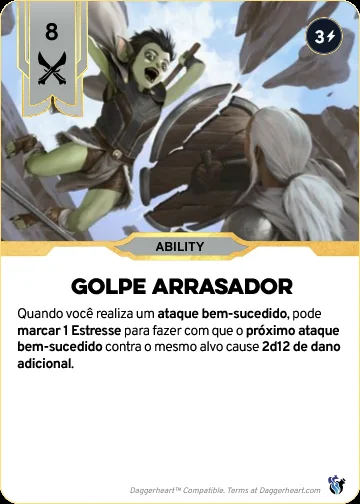 8
3
ABILITY
GOLPE ARRASADOR
Quando você realiza um ataque bem-sucedido, pode
marcar 1 Estresse para fazer com que o próximo ataque
bem-sucedido contra o mesmo alvo cause 2d12 de dano
adicional.
Daggerheart™ Compatible. Terms at Daggerheart.com